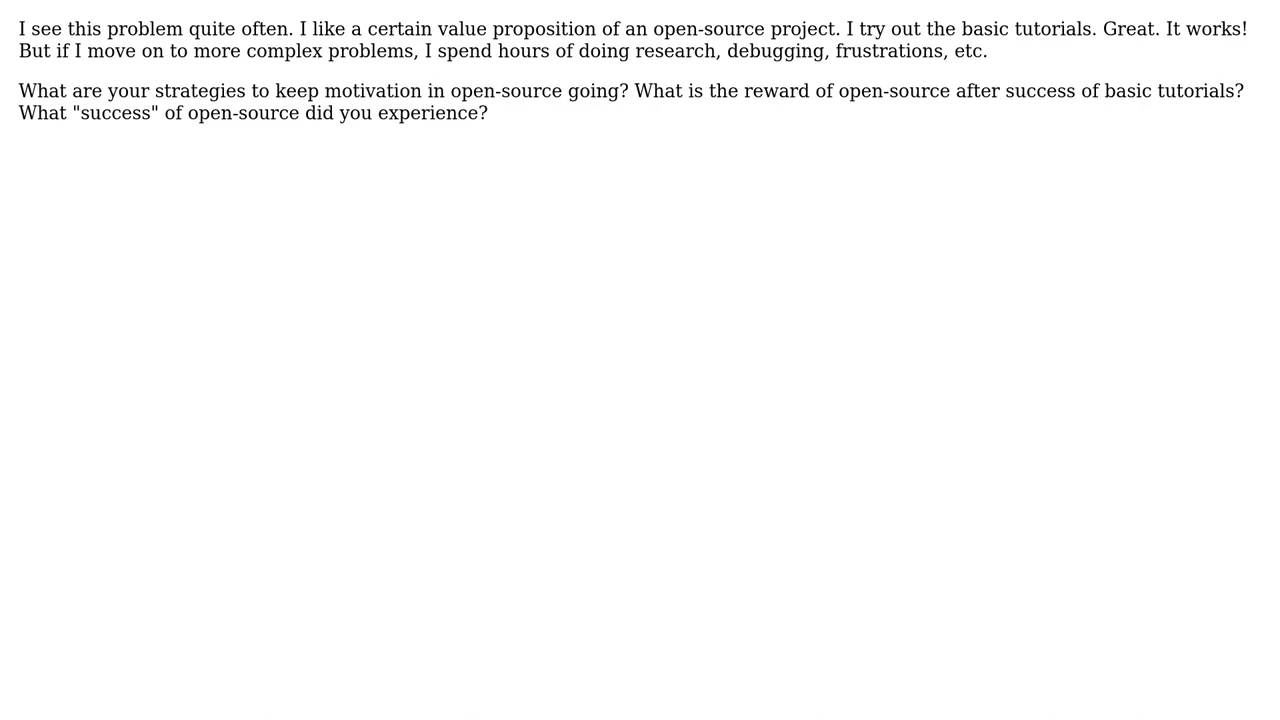 I see this problem quite often. I like a certain value proposition of an open-source project. I try out the basic tutorials. Great. It works!
But if I move on to more complex problems, I spend hours of doing research, debugging, frustrations, etc.
What are your strategies to keep motivation in open-source going? What is the reward of open-source after success of basic tutorials?
What "success" of open-source did you experience?